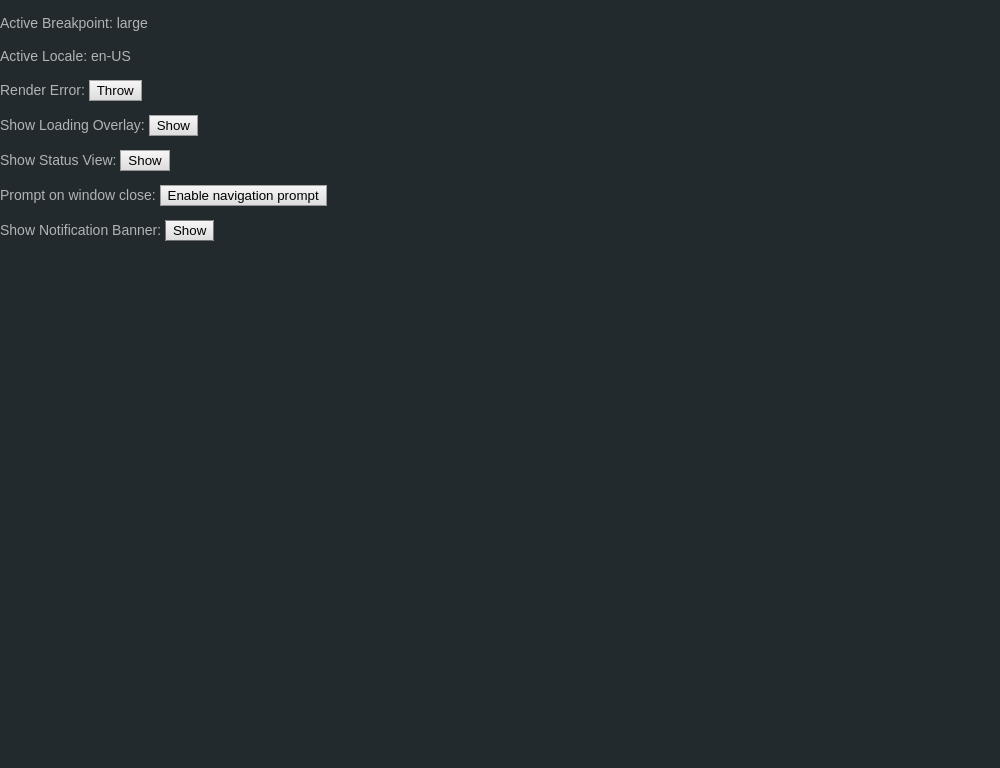 Active Breakpoint: large
Active Locale: en-US
Render Error: Throw
Show Loading Overlay: Show
Show Status View: Show
Prompt on window close: Enable navigation prompt
Show Notification Banner: Show